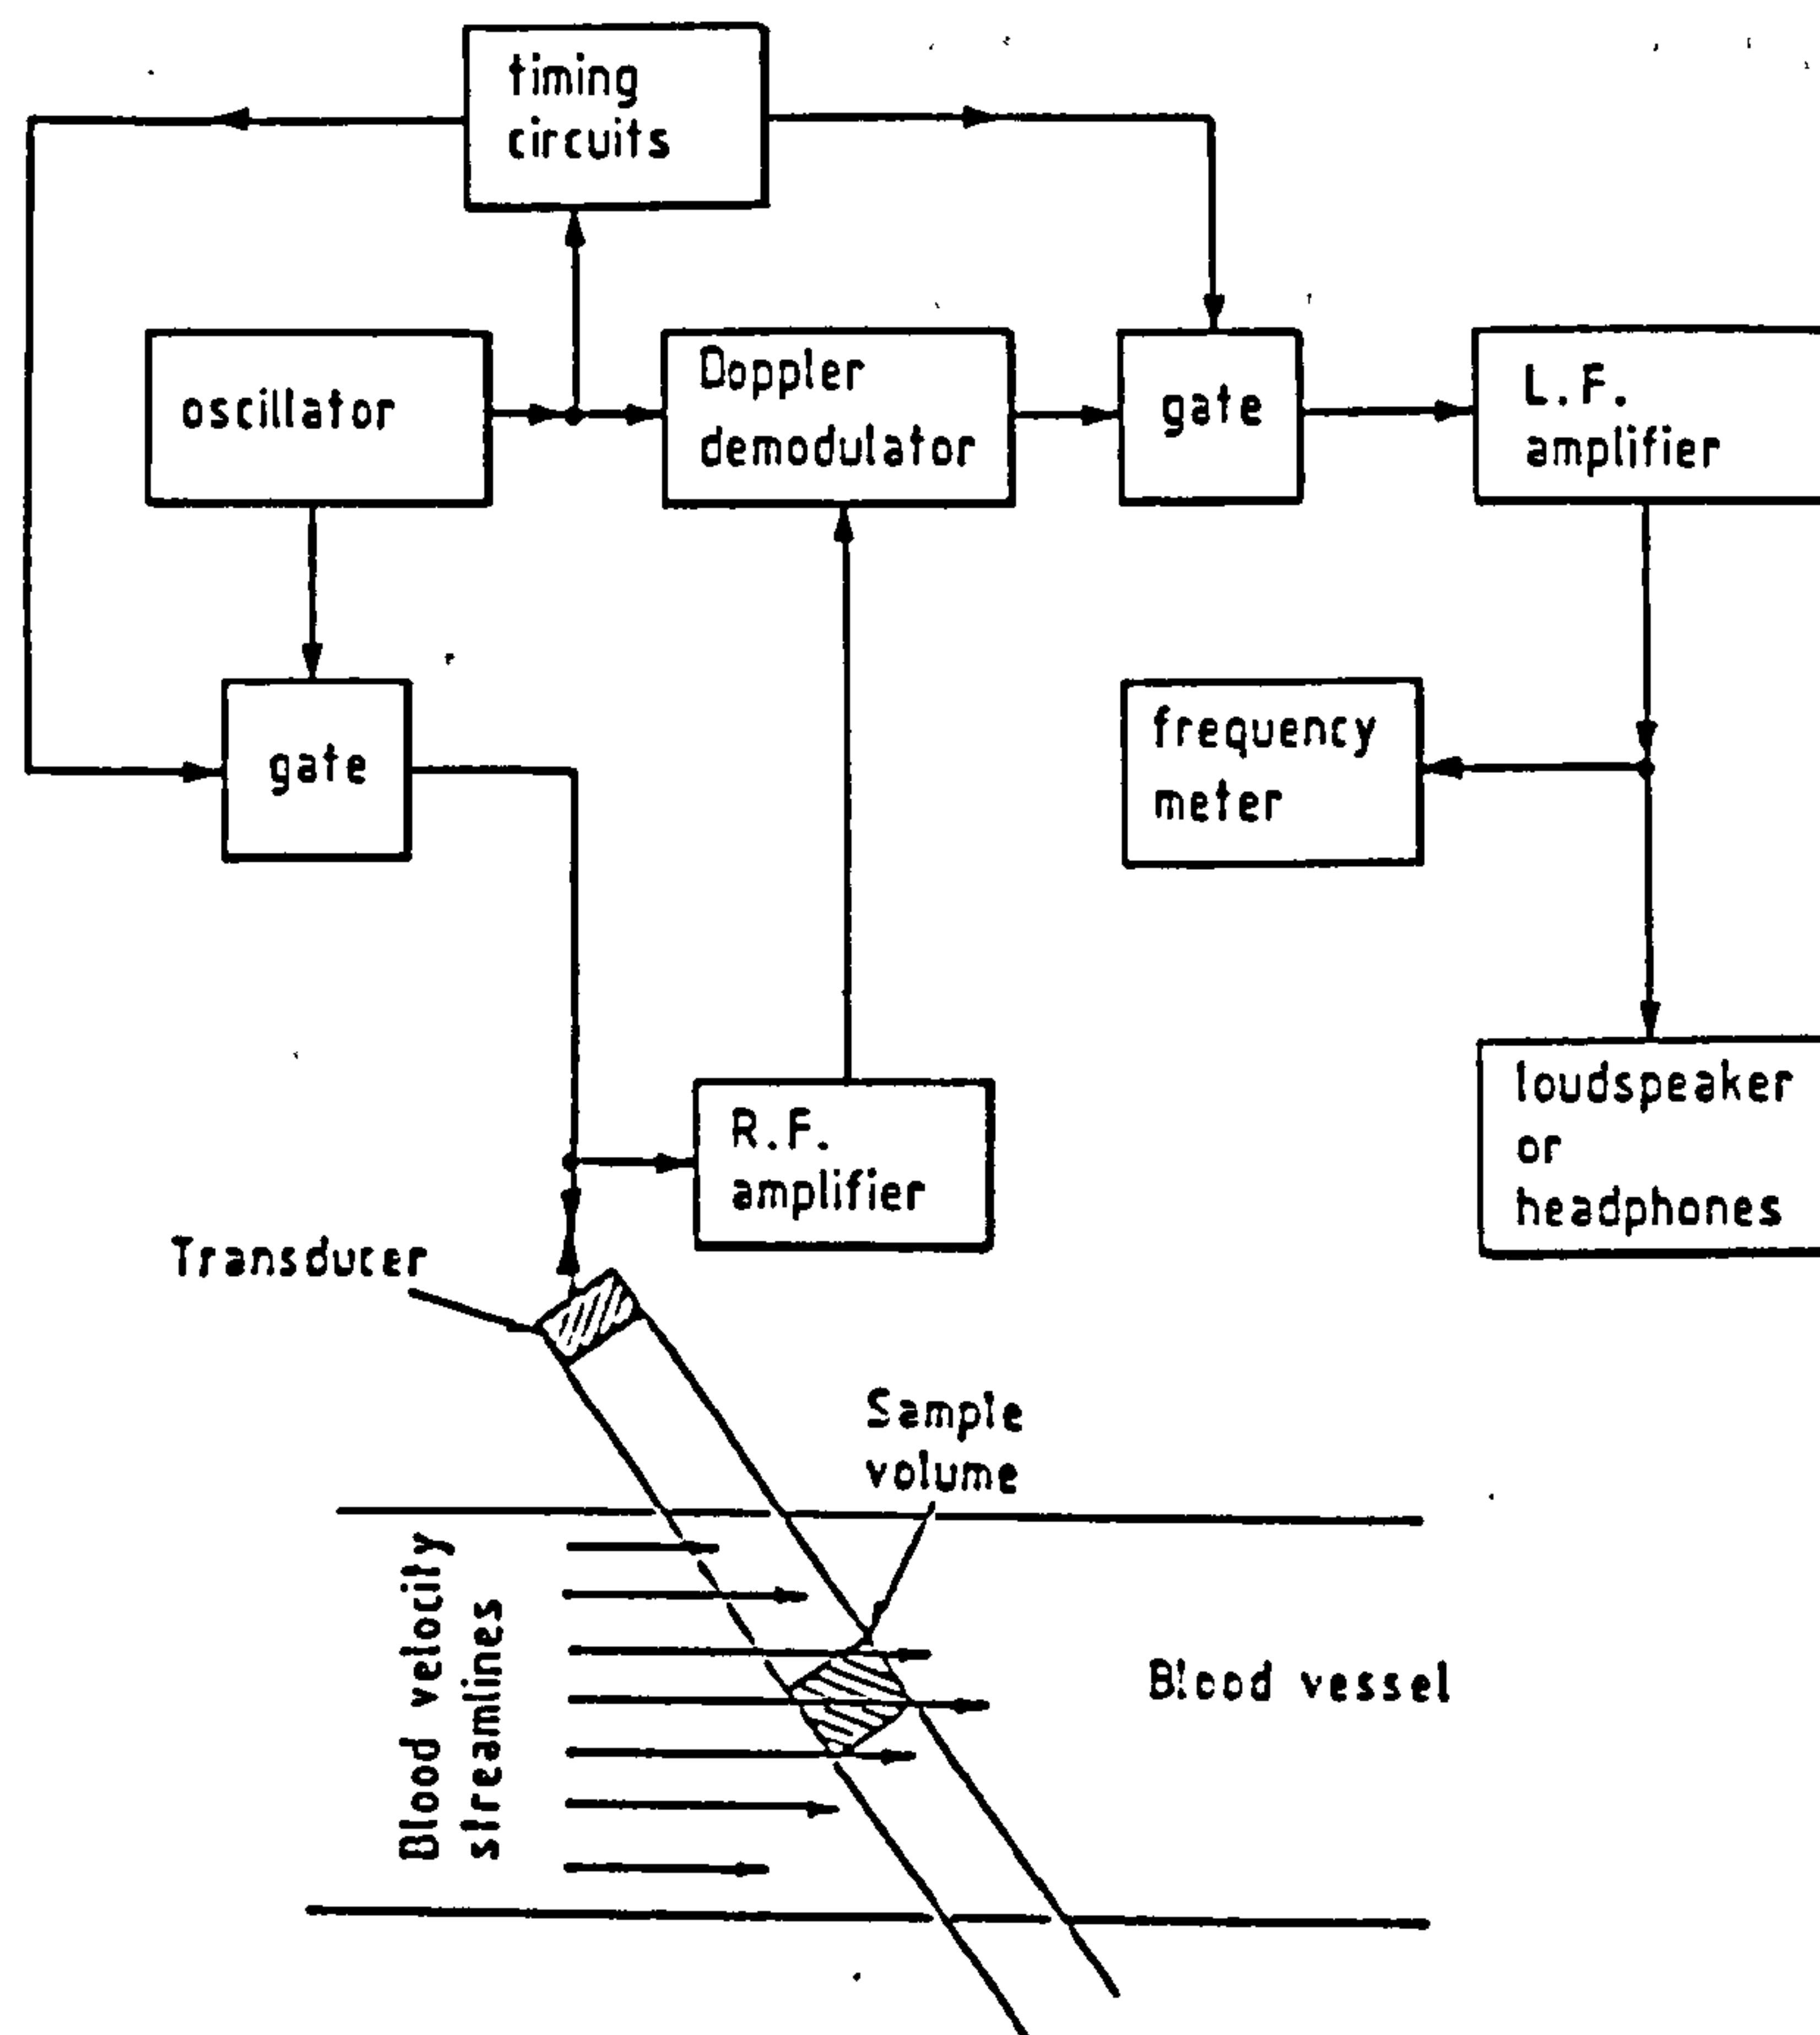 timing
circuits
oscillator
Doppler
demodulator
gate
L.F.
amplifier
gate
frequency
meter
R.F.
amplifier
loudspeaker
or
headphones
Transducer
Sample
volume
Blood velocity
streamlines
Blood vessel